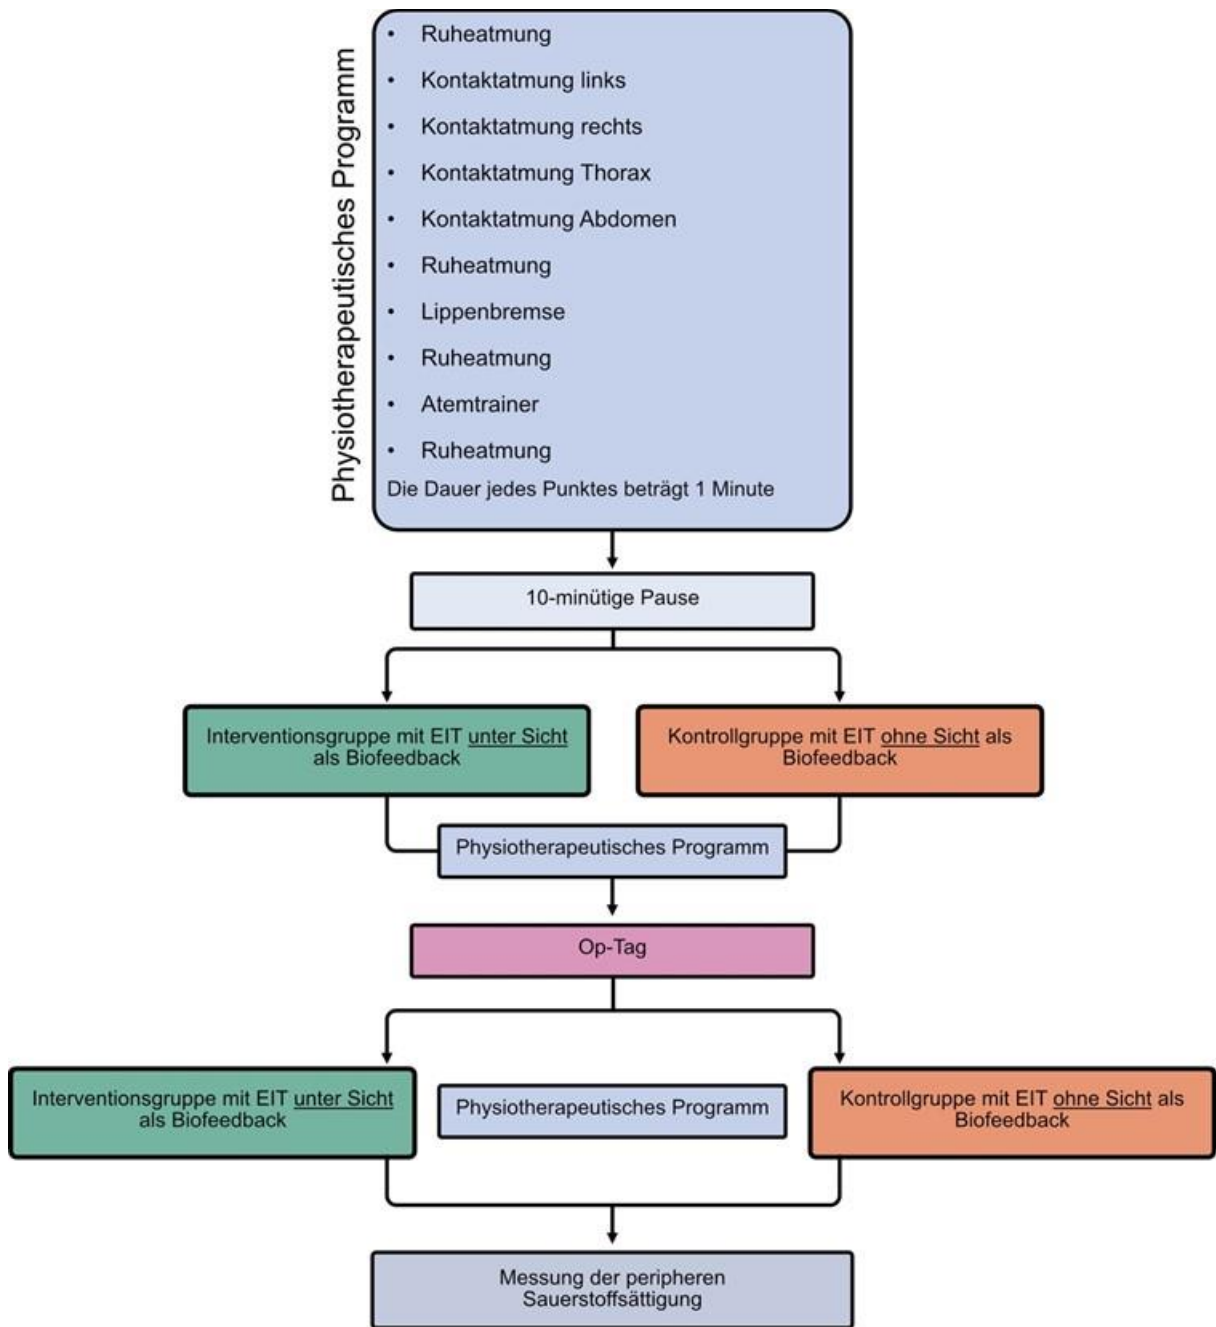 Physiotherapeutisches Programm
• Ruheatmung
• Kontaktatmung links
• Kontaktatmung rechts
• Kontaktatmung Thorax
• Kontaktatmung Abdomen
• Ruheatmung
• Lippenbremse
• Ruheatmung
• Atemtrainer
• Ruheatmung
Die Dauer jedes Punktes beträgt 1 Minute
10-minütige Pause
Interventionsgruppe mit EIT unter Sicht
als Biofeedback
Kontrollgruppe mit EIT ohne Sicht als
Biofeedback
Physiotherapeutisches Programm
Op-Tag
Interventionsgruppe mit EIT unter Sicht
als Biofeedback
Physiotherapeutisches Programm
Kontrollgruppe mit EIT ohne Sicht als
Biofeedback
Messung der peripheren
Sauerstoffsättigung